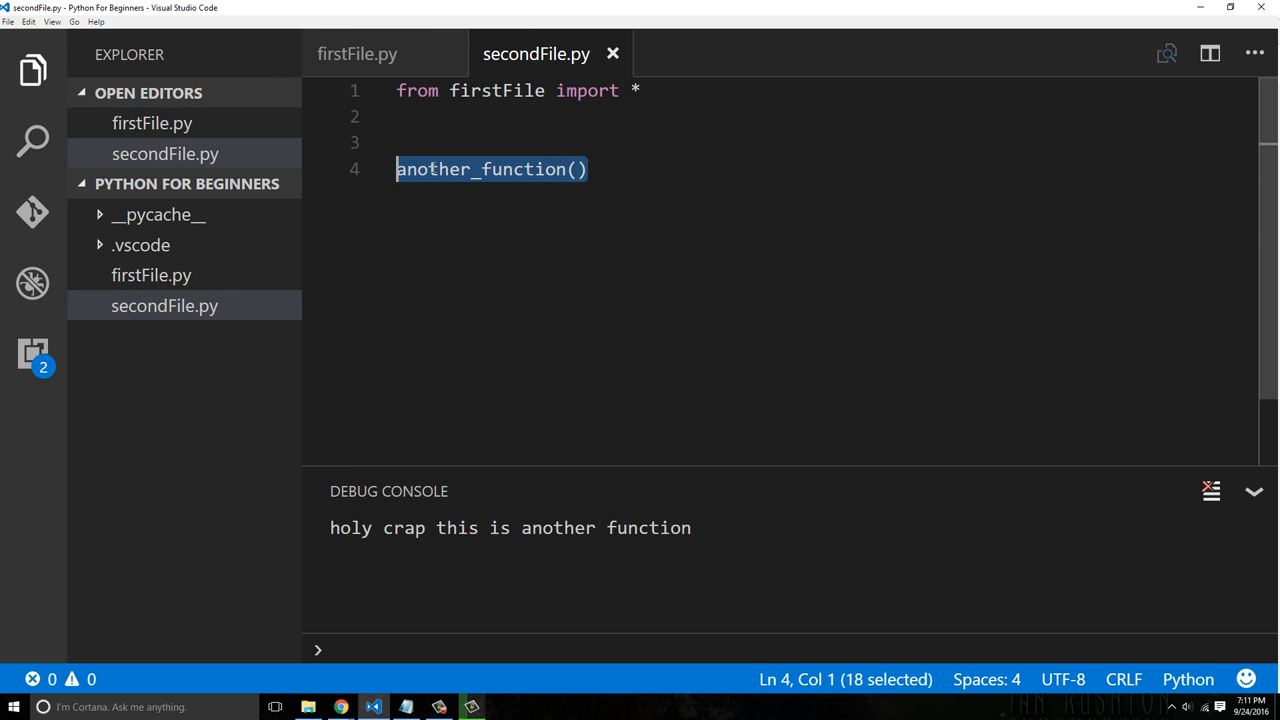 secondFile.py - Python For Beginners - Visual Studio Code
File Edit View Go Help
EXPLORER
OPEN EDITORS
firstFile.py
secondFile.py
PYTHON FOR BEGINNERS
__pycache__
.vscode
firstFile.py
secondFile.py
2
firstFile.py secondFile.py
1 from firstFile import *
2
3
4 another_function()
DEBUG CONSOLE
holy crap this is another function
0 0 Ln 4, Col 1 (18 selected) Spaces: 4 UTF-8 CRLF Python
I'm Cortana. Ask me anything.
7:11 PM
9/24/2016